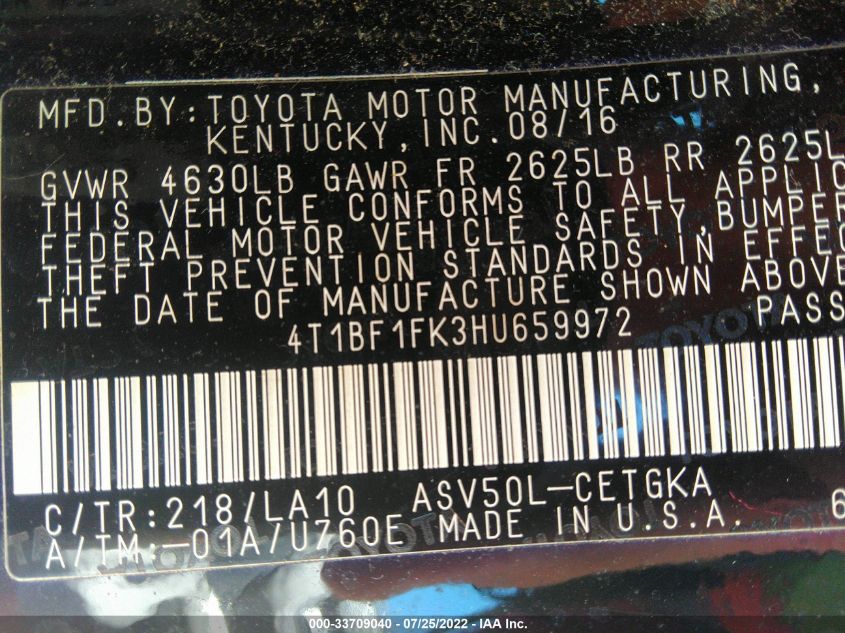 MFD.BY:TOYOTA MOTOR MANUFACTURING,
KENTUCKY,INC.08/16
GVWR 4630LB GAWR FR 2625LB RR 2625L
THIS VEHICLE CONFORMS TO ALL APPLIC
FEDERAL MOTOR VEHICLE SAFETY,BUMPER
THEFT PREVENTION STANDARDS IN EFFEC
THE DATE OF MANUFACTURE SHOWN ABOVE
4T1BF1FK3HU659972 PASS
C/TR:218/LA10 ASV50L-CETGKA
A/TM:-01A/U760E MADE IN U.S.A. 6
000-33709040 - 07/25/2022 - IAA Inc.